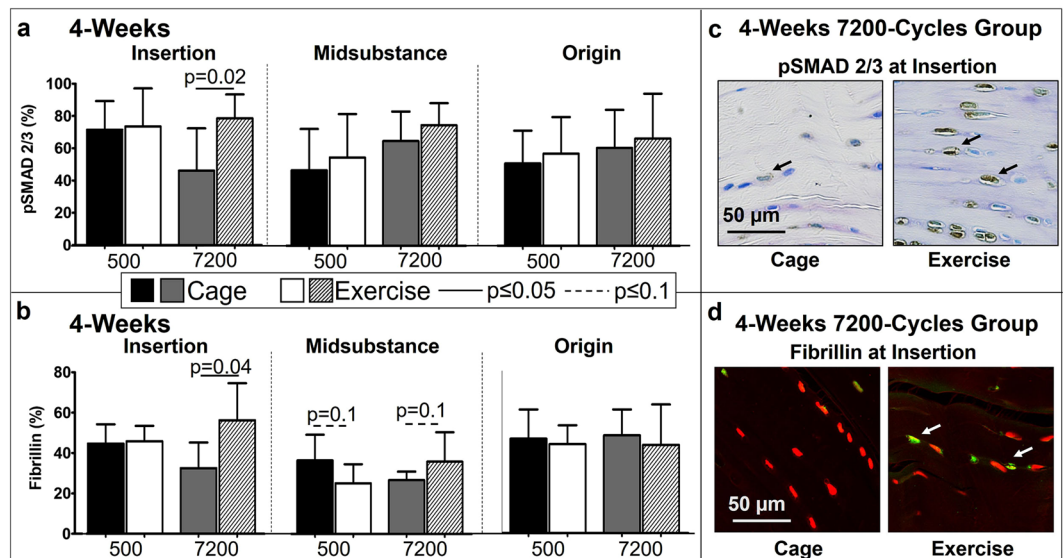 a 4-Weeks
Insertion Midsubstance Origin
pSMAD 2/3 (%)
100
80
60
40
20
0
p=0.02
500 7200 500 7200 500 7200
Cage Exercise p≤0.05 p≤0.1
b 4-Weeks
Insertion Midsubstance Origin
Fibrillin (%)
80
60
40
20
0
p=0.04
p=0.1 p=0.1
500 7200 500 7200 500 7200
c 4-Weeks 7200-Cycles Group
pSMAD 2/3 at Insertion
50 µm
Cage Exercise
d 4-Weeks 7200-Cycles Group
Fibrillin at Insertion
50 µm
Cage Exercise